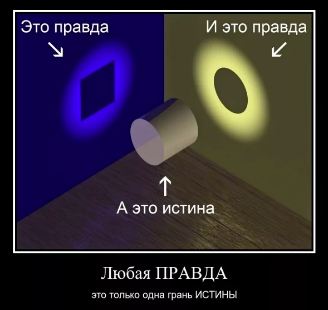 Это правда
И это правда
А это истина
Любая ПРАВДА
это только одна грань ИСТИНЫ